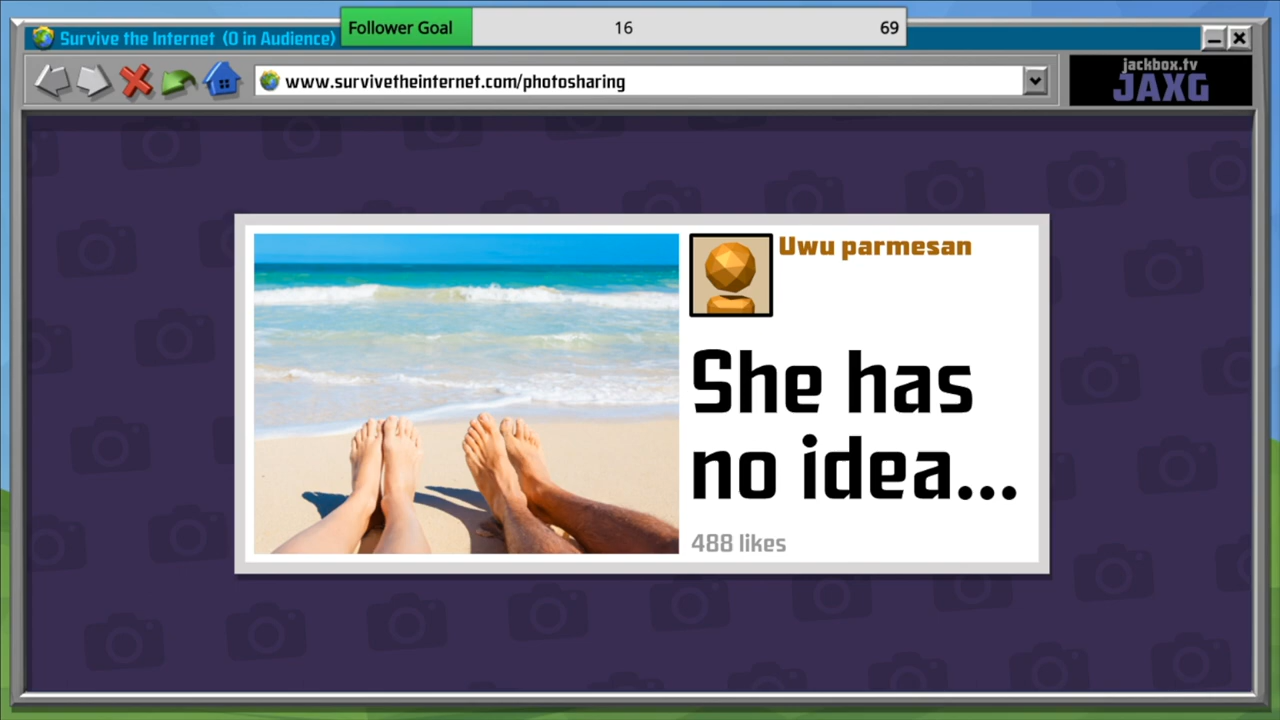 Follower Goal 16 69
Survive the Internet (0 in Audience)
www.survivetheinternet.com/photosharing
jackbox.tv
JAXG
Uwu parmesan
She has
no idea...
488 likes